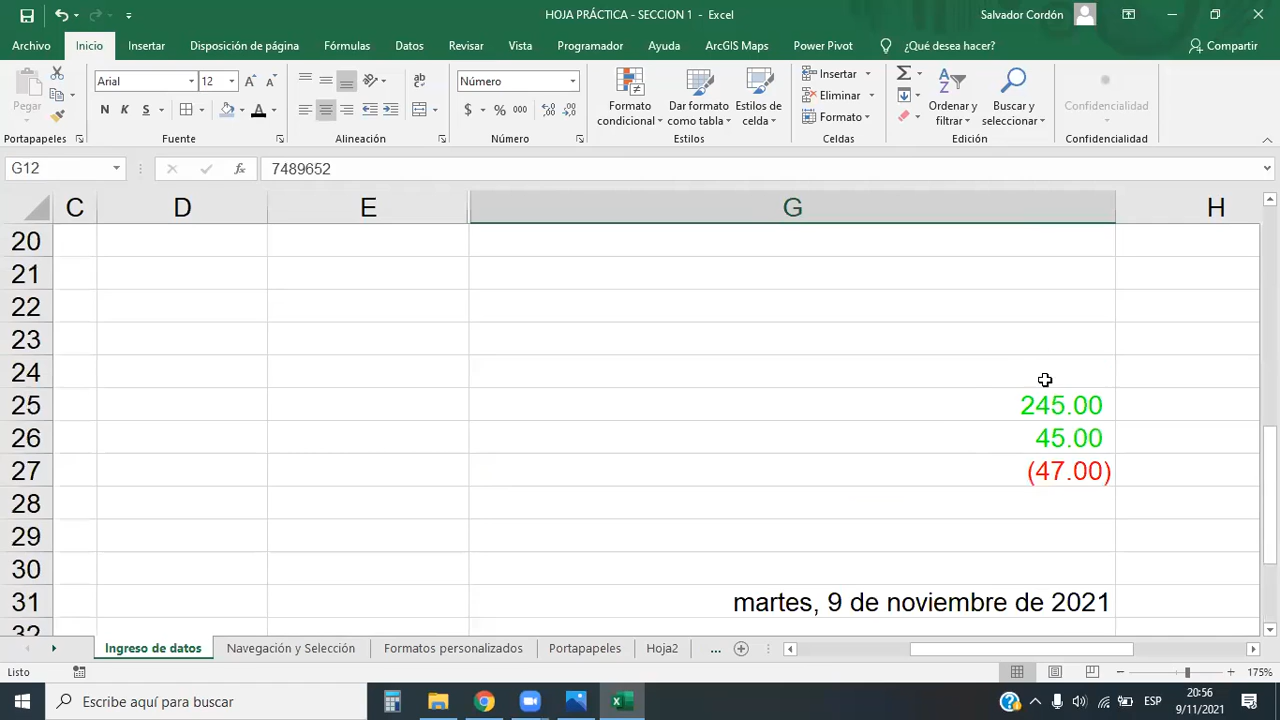 HOJA PRÁCTICA - SECCION 1 - Excel
Salvador Cordón
Archivo Inicio Insertar Disposición de página Fórmulas Datos Revisar Vista Programador Ayuda ArcGIS Maps Power Pivot ¿Qué desea hacer? Compartir
Pegar
Portapapeles
Arial 12
N K S
Fuente
ab
Alineación
Número
$ % 000
Número
Formato condicional
Dar formato como tabla
Estilos de celda
Estilos
Insertar
Eliminar
Formato
Celdas
Ordenar y filtrar
Buscar y seleccionar
Edición
Confidencialidad
Confidencialidad
G12 fx 7489652
C D E G H
20
21
22
23
24
25 245.00
26 45.00
27 (47.00)
28
29
30
31 martes, 9 de noviembre de 2021
32
Ingreso de datos Navegación y Selección Formatos personalizados Portapapeles Hoja2 ...
Listo 175%
Escribe aquí para buscar
ESP
20:56
9/11/2021